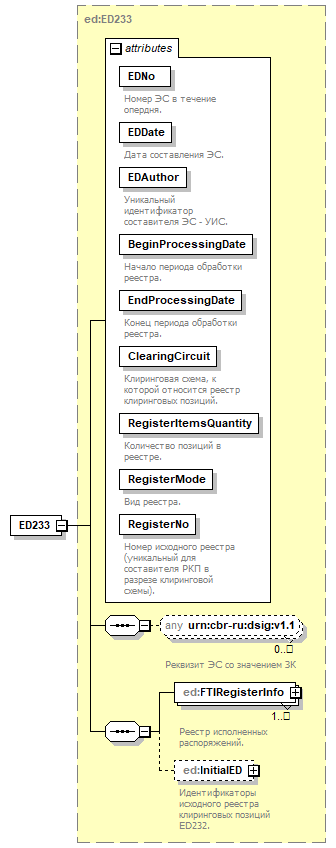 ed:ED233
attributes
EDNo
Номер ЭС в течение
опердня.
EDDate
Дата составления ЭС.
EDAuthor
Уникальный
идентификатор
составителя ЭС - УИС.
BeginProcessingDate
Начало периода обработки
реестра.
EndProcessingDate
Конец периода обработки
реестра.
ClearingCircuit
Клиринговая схема, к
которой относится реестр
клиринговых позиций.
RegisterItemsQuantity
Количество позиций в
реестре.
RegisterMode
Вид реестра.
RegisterNo
Номер исходного реестра
(уникальный для
составителя РКП в
разрезе клиринговой
схемы).
ED233
any urn:cbr-ru:dsig:v1.1
0..
Реквизит ЭС со значением ЗК
ed:FTIRegisterInfo
1..
Реестр исполненных
распоряжений.
ed:InitialED
Идентификаторы
исходного реестра
клиринговых позиций
ED232.